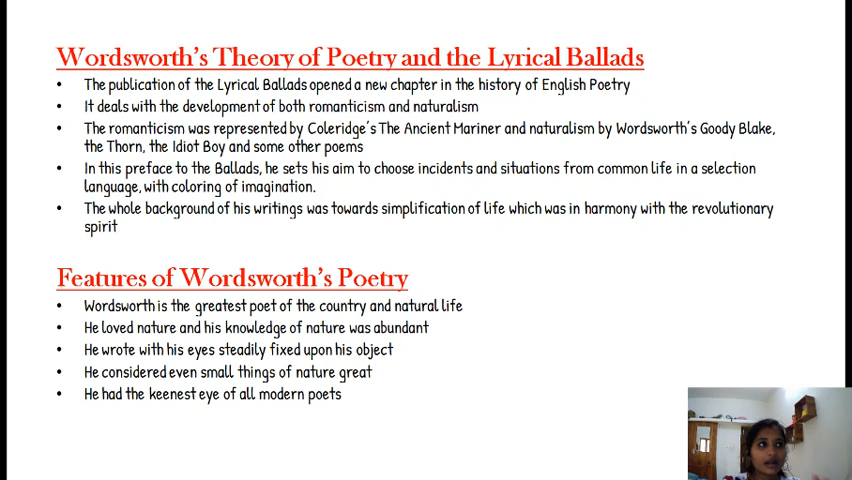 Wordsworth's Theory of Poetry and the Lyrical Ballads
• The publication of the Lyrical Ballads opened a new chapter in the history of English Poetry
• It deals with the development of both romanticism and naturalism
• The romanticism was represented by Coleridge's The Ancient Mariner and naturalism by Wordsworth's Goody Blake,
the Thorn, the Idiot Boy and some other poems
• In this preface to the Ballads, he sets his aim to choose incidents and situations from common life in a selection
language, with coloring of imagination.
• The whole background of his writings was towards simplification of life which was in harmony with the revolutionary
spirit
Features of Wordsworth's Poetry
• Wordsworth is the greatest poet of the country and natural life
• He loved nature and his knowledge of nature was abundant
• He wrote with his eyes steadily fixed upon his object
• He considered even small things of nature great
• He had the keenest eye of all modern poets